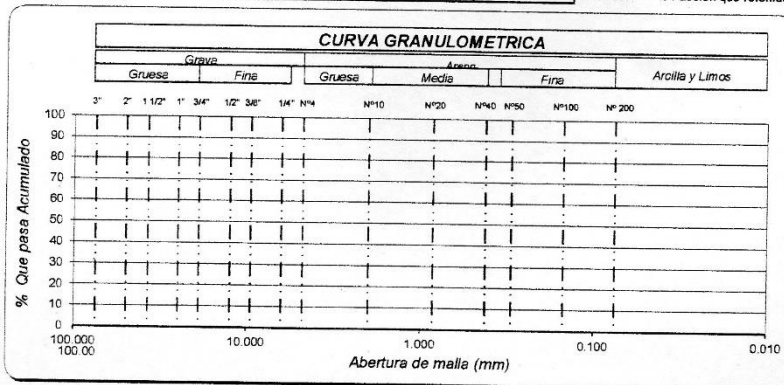 CURVA GRANULOMETRICA
Grava Arena
Gruesa Fina Gruesa Media Fina Arcilla y Limos
3" 2" 1 1/2" 1" 3/4" 1/2" 3/8" 1/4" Nº4 Nº10 Nº20 Nº40 Nº50 Nº100 Nº 200
100
90
80
70
60
50
40
30
20
10
0
% Que pasa Acumulado
100.000 10.000 1.000 0.100 0.010
100.00
Abertura de malla (mm)